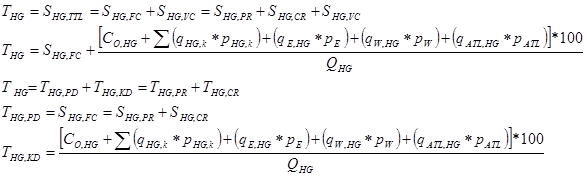 T_{HG} = S_{HG,TTL} = S_{HG,FC} + S_{HG,VC} = S_{HG,PR} + S_{HG,CR} + S_{HG,VC}
T_{HG} = S_{HG,FC} + \frac{[C_{O,HG} + \sum(q_{HG,k} * p_{HG,k}) + (q_{E,HG} * p_E) + (q_{W,HG} * p_W) + (q_{ATL,HG} * p_{ATL})] * 100}{Q_{HG}}
T_{HG} = T_{HG,PD} + T_{HG,KD} = T_{HG,PR} + T_{HG,CR}
T_{HG,PD} = S_{HG,FC} = S_{HG,PR} + S_{HG,CR}
T_{HG,KD} = \frac{[C_{O,HG} + \sum(q_{HG,k} * p_{HG,k}) + (q_{E,HG} * p_E) + (q_{W,HG} * p_W) + (q_{ATL,HG} * p_{ATL})] * 100}{Q_{HG}}